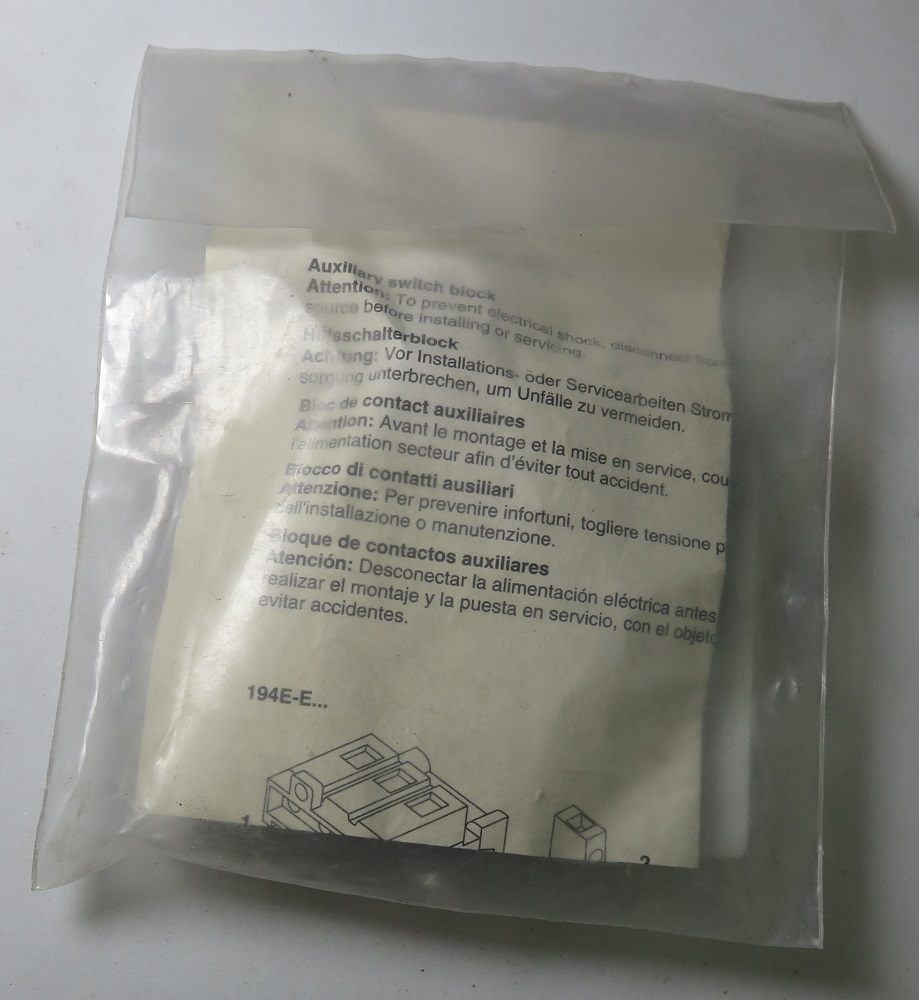 Auxiliary switch block
Attention: To prevent electrical shock, disconnect from
source before installing or servicing.
Hilfsschalterblock
Achtung: Vor Installations- oder Servicearbeiten Strom
sorgung unterbrechen, um Unfälle zu vermeiden.
Bloc de contact auxiliaires
Attention: Avant le montage et la mise en service, cou
l'alimentation secteur afin d'éviter tout accident.
Blocco di contatti ausiliari
Attenzione: Per prevenire infortuni, togliere tensione p
dell'installazione o manutenzione.
Bloque de contactos auxiliares
Atención: Desconectar la alimentación eléctrica antes
realizar el montaje y la puesta en servicio, con el objeto
evitar accidentes.
194E-E...
1
2